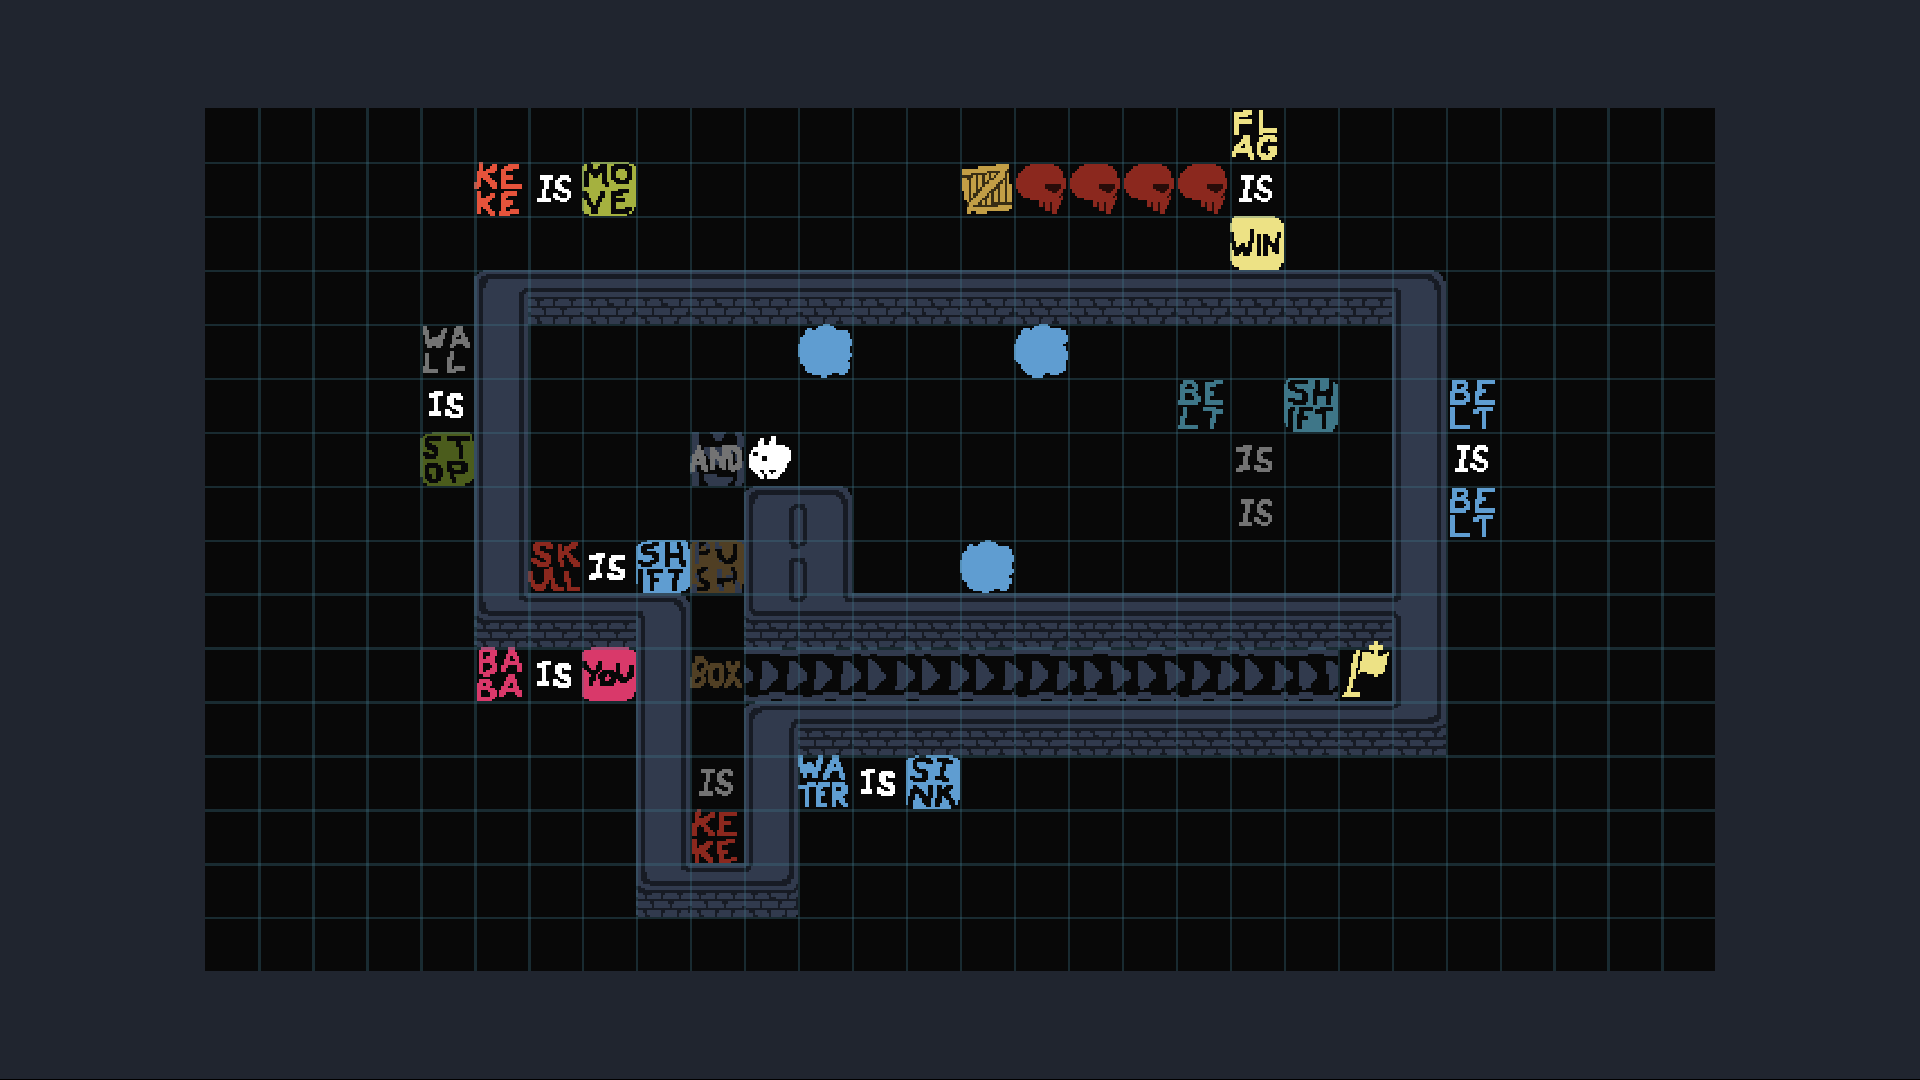 FLAG
KEKE IS MOVE
IS
WIN
WALL
IS
BELT
SHIFT
BELT
STOP
AND
IS
IS
IS
BELT
SKULL IS SHIFT PUSH
BABA IS YOU
BOX
IS
WATER IS SINK
KEKE